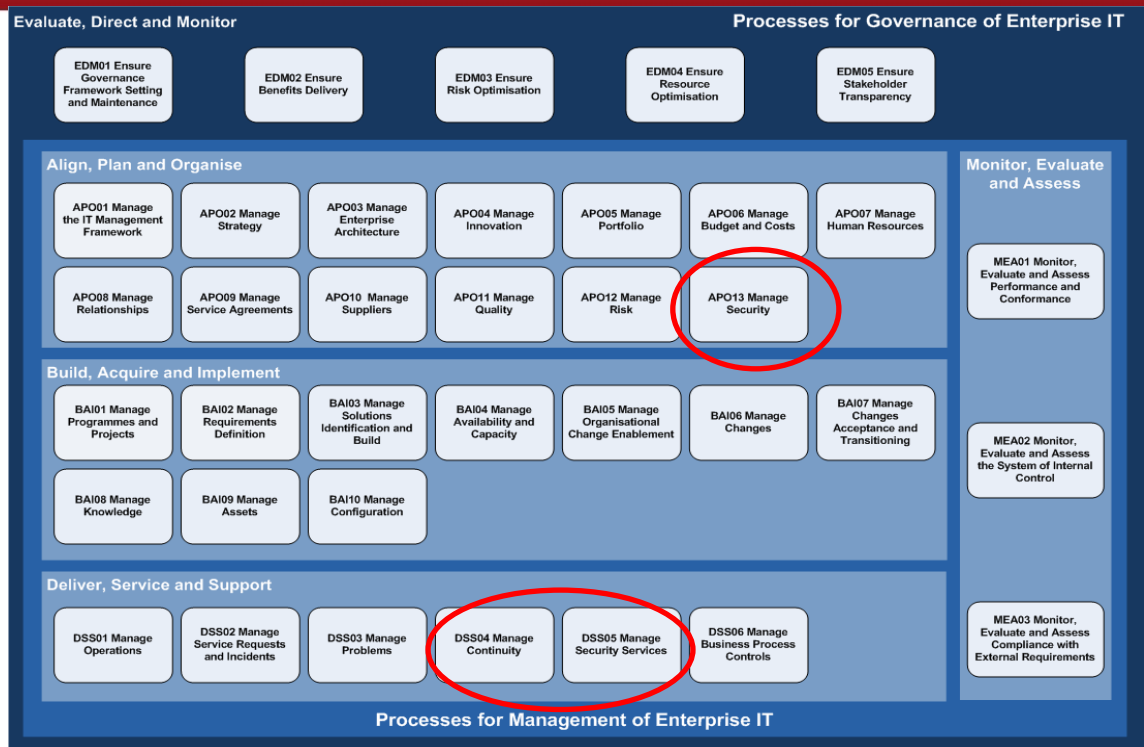 Evaluate, Direct and Monitor
Processes for Governance of Enterprise IT
EDM01 Ensure
Governance
Framework Setting
and Maintenance
EDM02 Ensure
Benefits Delivery
EDM03 Ensure
Risk Optimisation
EDM04 Ensure
Resource
Optimisation
EDM05 Ensure
Stakeholder
Transparency
Align, Plan and Organise
APO01 Manage
the IT Management
Framework
APO02 Manage
Strategy
APO03 Manage
Enterprise
Architecture
APO04 Manage
Innovation
APO05 Manage
Portfolio
APO06 Manage
Budget and Costs
APO07 Manage
Human Resources
APO08 Manage
Relationships
APO09 Manage
Service Agreements
APO10 Manage
Suppliers
APO11 Manage
Quality
APO12 Manage
Risk
APO13 Manage
Security
Build, Acquire and Implement
BAI01 Manage
Programmes and
Projects
BAI02 Manage
Requirements
Definition
BAI03 Manage
Solutions
Identification and
Build
BAI04 Manage
Availability and
Capacity
BAI05 Manage
Organisational
Change Enablement
BAI06 Manage
Changes
BAI07 Manage
Changes
Acceptance and
Transitioning
BAI08 Manage
Knowledge
BAI09 Manage
Assets
BAI10 Manage
Configuration
Deliver, Service and Support
DSS01 Manage
Operations
DSS02 Manage
Service Requests
and Incidents
DSS03 Manage
Problems
DSS04 Manage
Continuity
DSS05 Manage
Security Services
DSS06 Manage
Business Process
Controls
Monitor, Evaluate
and Assess
MEA01 Monitor,
Evaluate and Assess
Performance and
Conformance
MEA02 Monitor,
Evaluate and Assess
the System of Internal
Control
MEA03 Monitor,
Evaluate and Assess
Compliance with
External Requirements
Processes for Management of Enterprise IT